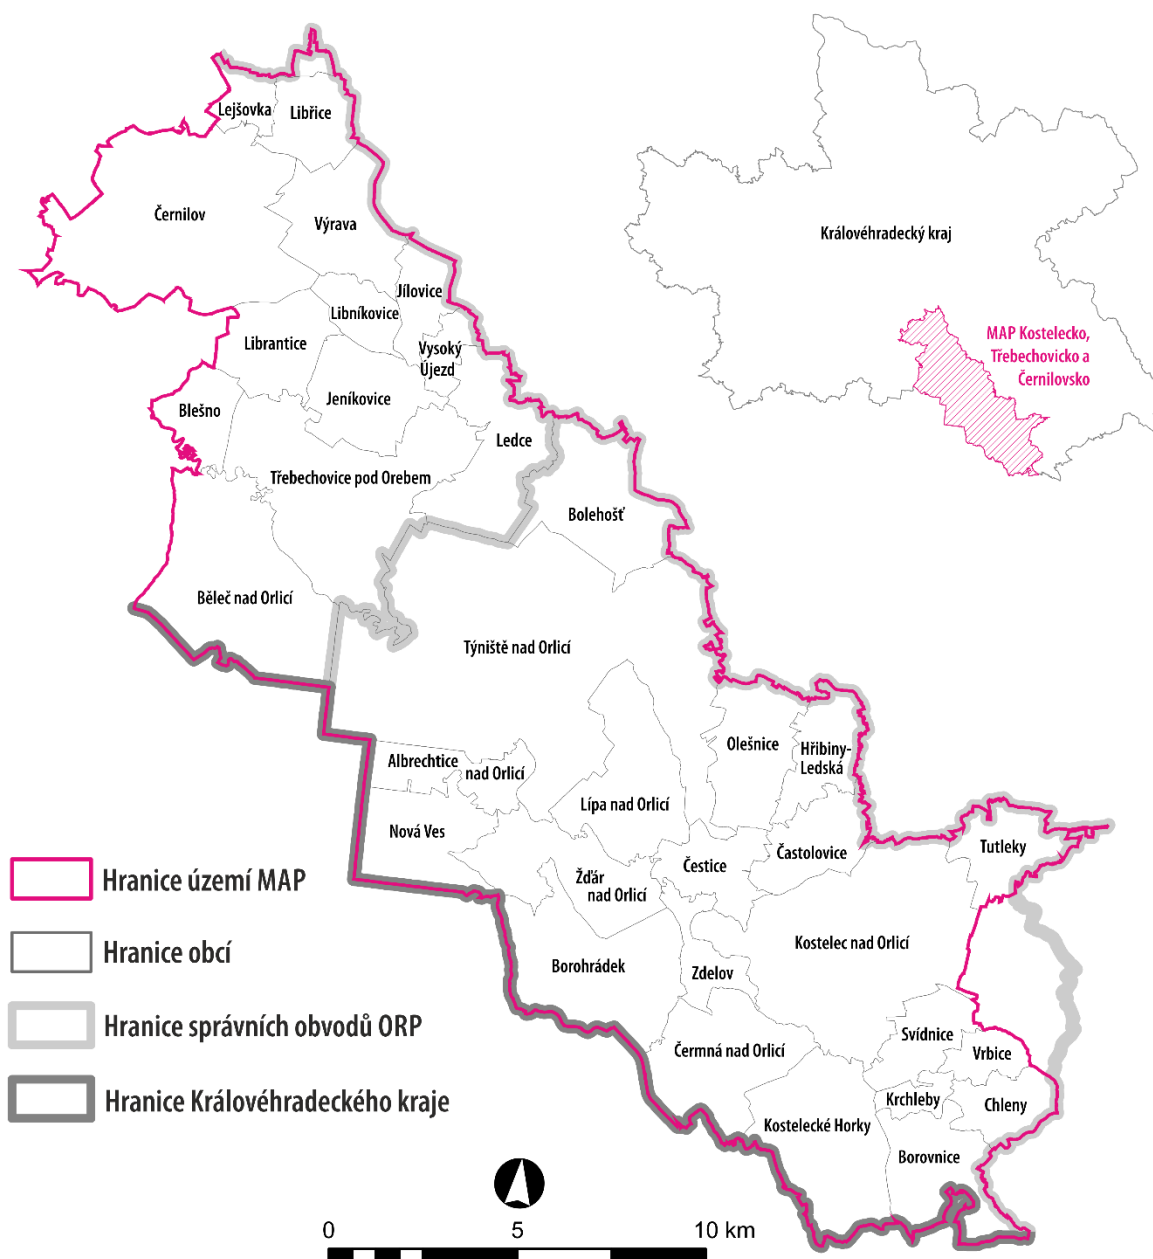 Lejšovka
Libřice
Černilov
Výrava
Královéhradecký kraj
Jílovice
Libníkovice
Librantice
Vysoký
Újezd
MAP Kostelecko,
Třebechovicko a
Černilovsko
Jeníkovice
Blešno
Ledce
Třebechovice pod Orebem
Bolehošť
Běleč nad Orlicí
Týniště nad Orlicí
Olešnice
Hřibiny-
Ledská
Albrechtice
nad Orlicí
Lípa nad Orlicí
Nová Ves
Častolovice
Tutleky
Čestice
Žďár
nad Orlicí
Kostelec nad Orlicí
Borohrádek
Zdelov
Svídnice
Vrbice
Čermná nad Orlicí
Krchleby
Chleny
Kostelecké Horky
Borovnice
Hranice území MAP
Hranice obcí
Hranice správních obvodů ORP
Hranice Královéhradeckého kraje
0 5 10 km